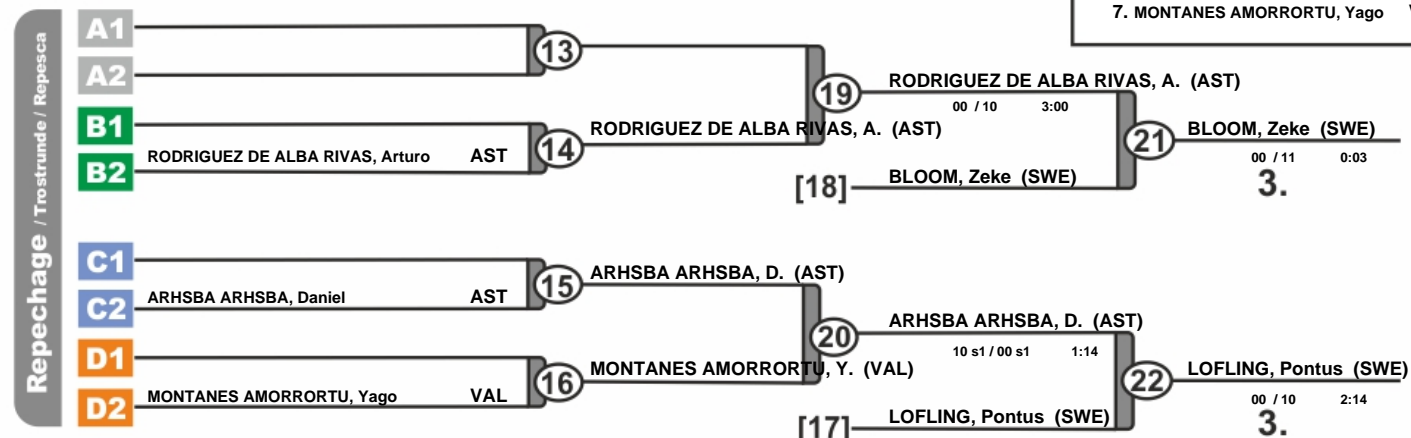 7. MONTANES AMORRORTU, Yago
Repechage / Trostrunde / Repesca
A1
A2
13
19
RODRIGUEZ DE ALBA RIVAS, A. (AST)
00 / 10 3:00
B1
B2
RODRIGUEZ DE ALBA RIVAS, Arturo AST
14
RODRIGUEZ DE ALBA RIVAS, A. (AST)
[18]
BLOOM, Zeke (SWE)
21
BLOOM, Zeke (SWE)
00 / 11 0:03
3.
C1
C2
ARHSBA ARHSBA, Daniel AST
15
ARHSBA ARHSBA, D. (AST)
20
ARHSBA ARHSBA, D. (AST)
10 s1 / 00 s1 1:14
D1
D2
MONTANES AMORRORTU, Yago VAL
16
MONTANES AMORRORTU, Y. (VAL)
[17]
LOFLING, Pontus (SWE)
22
LOFLING, Pontus (SWE)
00 / 10 2:14
3.